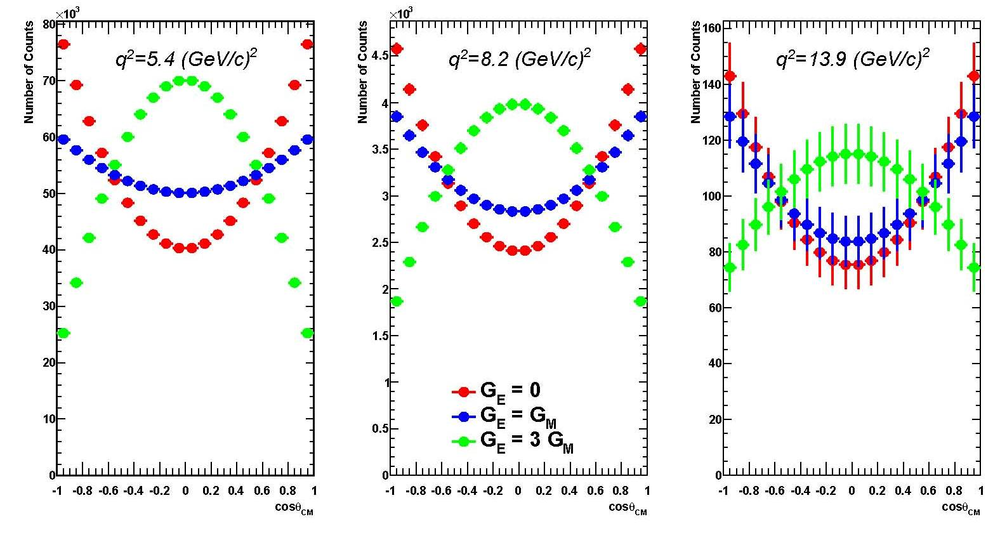 ×10³
Number of Counts
q²=5.4 (GeV/c)²
80
70
60
50
40
30
20
10
0
-1 -0.8 -0.6 -0.4 -0.2 0 0.2 0.4 0.6 0.8 1
cosθCM
×10³
Number of Counts
q²=8.2 (GeV/c)²
4.5
4
3.5
3
2.5
2
1.5
1
0.5
0
GE = 0
GE = GM
GE = 3 GM
-1 -0.8 -0.6 -0.4 -0.2 0 0.2 0.4 0.6 0.8 1
cosθCM
Number of Counts
q²=13.9 (GeV/c)²
160
140
120
100
80
60
40
20
0
-1 -0.8 -0.6 -0.4 -0.2 0 0.2 0.4 0.6 0.8 1
cosθCM